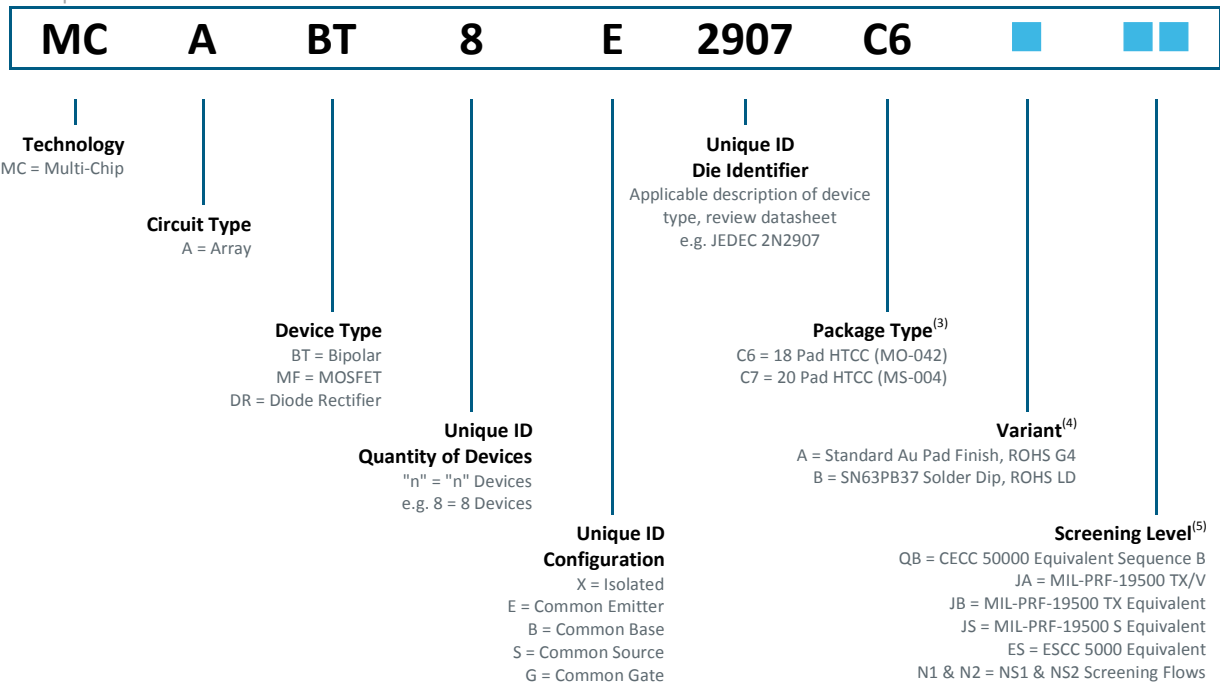 MC A BT 8 E 2907 C6
Technology
MC = Multi-Chip
Circuit Type
A = Array
Device Type
BT = Bipolar
MF = MOSFET
DR = Diode Rectifier
Unique ID
Quantity of Devices
"n" = "n" Devices
e.g. 8 = 8 Devices
Unique ID
Configuration
X = Isolated
E = Common Emitter
B = Common Base
S = Common Source
G = Common Gate
Unique ID
Die Identifier
Applicable description of device
type, review datasheet
e.g. JEDEC 2N2907
Package Type(3)
C6 = 18 Pad HTCC (MO-042)
C7 = 20 Pad HTCC (MS-004)
Variant(4)
A = Standard Au Pad Finish, ROHS G4
B = SN63PB37 Solder Dip, ROHS LD
Screening Level(5)
QB = CECC 50000 Equivalent Sequence B
JA = MIL-PRF-19500 TX/V
JB = MIL-PRF-19500 TX Equivalent
JS = MIL-PRF-19500 S Equivalent
ES = ESCC 5000 Equivalent
N1 & N2 = NS1 & NS2 Screening Flows